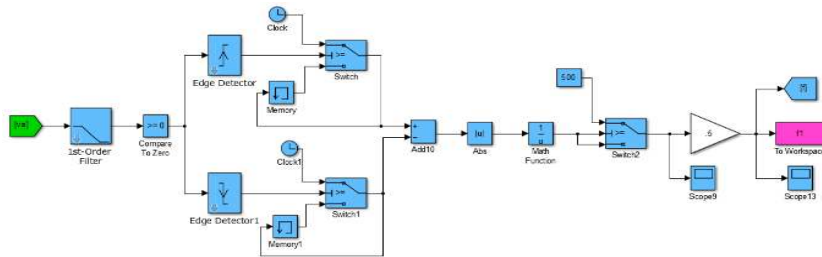 Clock
Edge Detector
Switch
Memory
1st-Order
Filter
>= 0
Compare
To Zero
Clock1
Edge Detector1
Switch1
Memory1
+
−
Add10
|u|
Abs
1
u
Math
Function
500
>=
Switch2
.5
[f]
f1
To Workspace
Scope9
Scope13
>=
>=